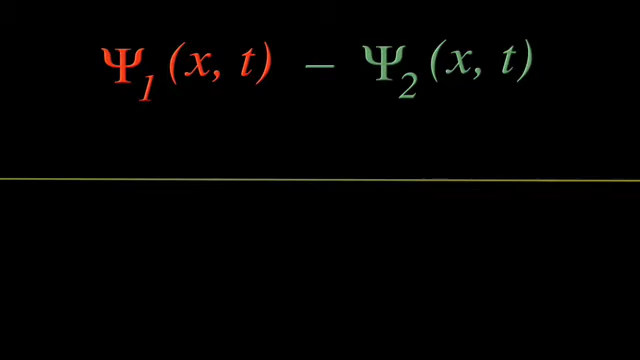 Ψ₁(x, t) – Ψ₂(x, t)